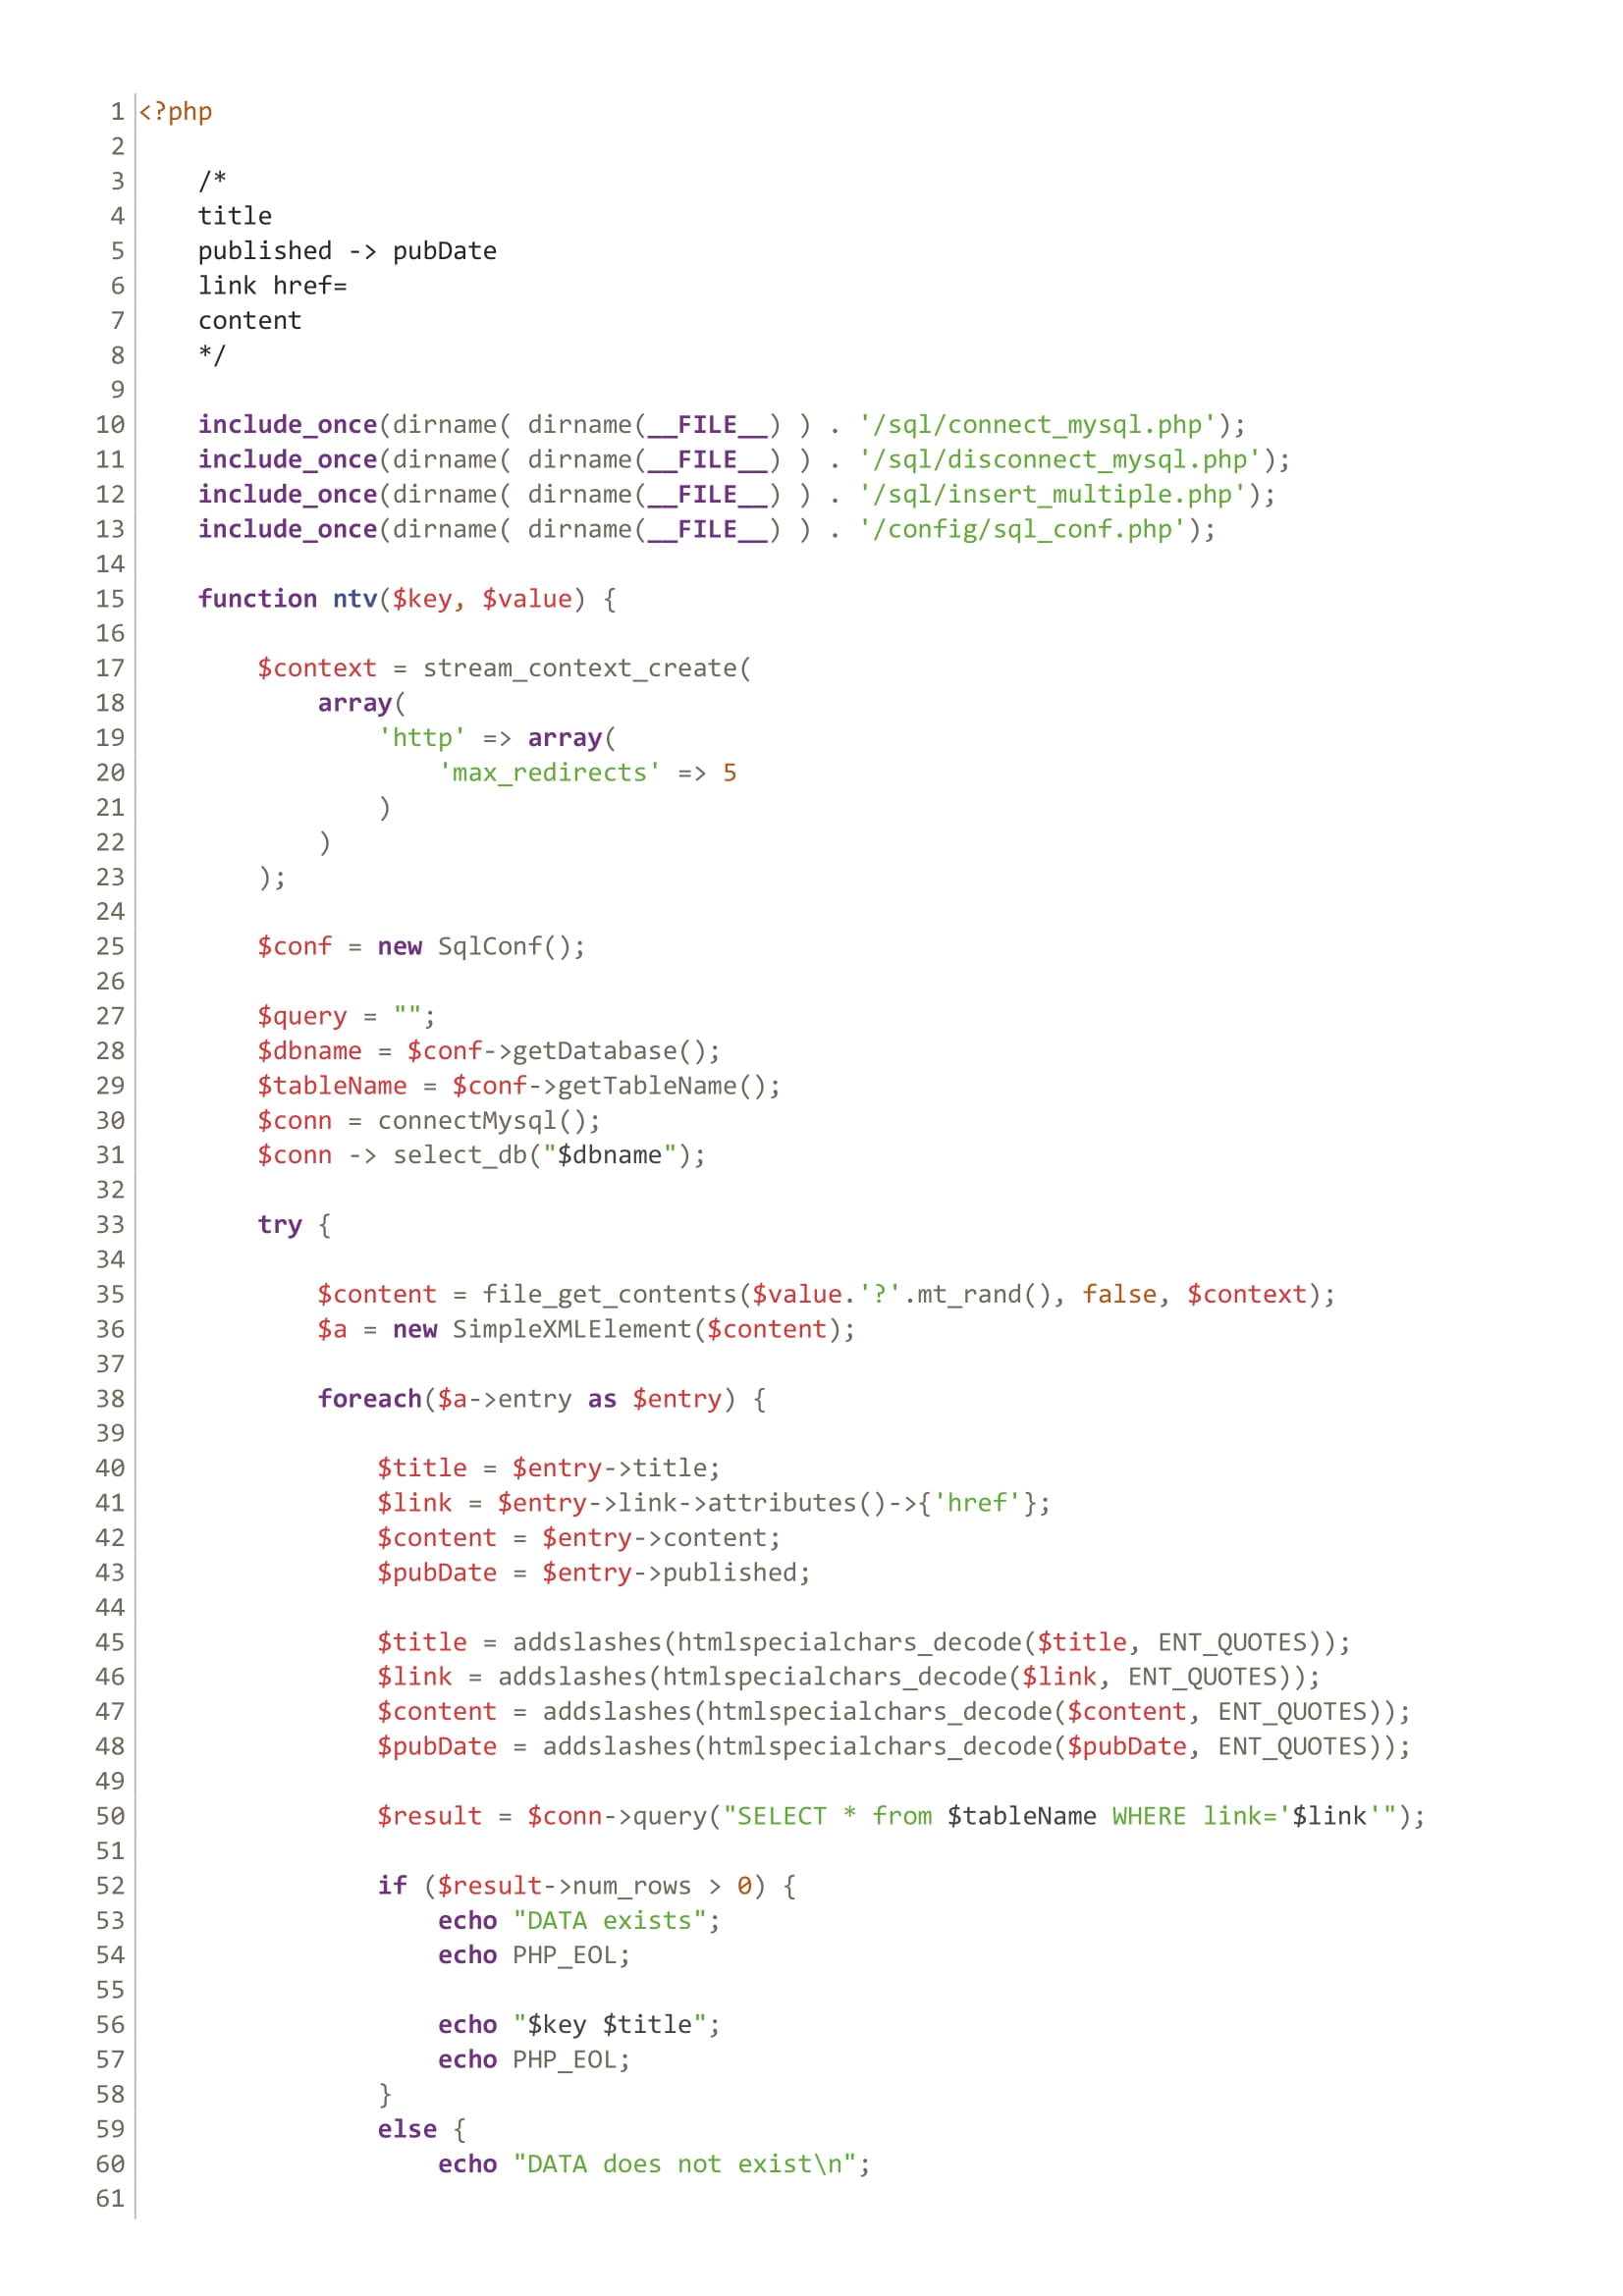 1 <?php
2
3     /*
4     title
5     published -> pubDate
6     link href=
7     content
8     */
9
10     include_once(dirname( dirname(__FILE__) ) . '/sql/connect_mysql.php');
11     include_once(dirname( dirname(__FILE__) ) . '/sql/disconnect_mysql.php');
12     include_once(dirname( dirname(__FILE__) ) . '/sql/insert_multiple.php');
13     include_once(dirname( dirname(__FILE__) ) . '/config/sql_conf.php');
14
15     function ntv($key, $value) {
16
17         $context = stream_context_create(
18             array(
19                 'http' => array(
20                     'max_redirects' => 5
21                 )
22             )
23         );
24
25         $conf = new SqlConf();
26
27         $query = "";
28         $dbname = $conf->getDatabase();
29         $tableName = $conf->getTableName();
30         $conn = connectMysql();
31         $conn -> select_db("$dbname");
32
33         try {
34
35             $content = file_get_contents($value.'?'.mt_rand(), false, $context);
36             $a = new SimpleXMLElement($content);
37
38             foreach($a->entry as $entry) {
39
40                 $title = $entry->title;
41                 $link = $entry->link->attributes()->{'href'};
42                 $content = $entry->content;
43                 $pubDate = $entry->published;
44
45                 $title = addslashes(htmlspecialchars_decode($title, ENT_QUOTES));
46                 $link = addslashes(htmlspecialchars_decode($link, ENT_QUOTES));
47                 $content = addslashes(htmlspecialchars_decode($content, ENT_QUOTES));
48                 $pubDate = addslashes(htmlspecialchars_decode($pubDate, ENT_QUOTES));
49
50                 $result = $conn->query("SELECT * from $tableName WHERE link='$link'");
51
52                 if ($result->num_rows > 0) {
53                     echo "DATA exists";
54                     echo PHP_EOL;
55
56                     echo "$key $title";
57                     echo PHP_EOL;
58                 }
59                 else {
60                     echo "DATA does not exist\n";
61